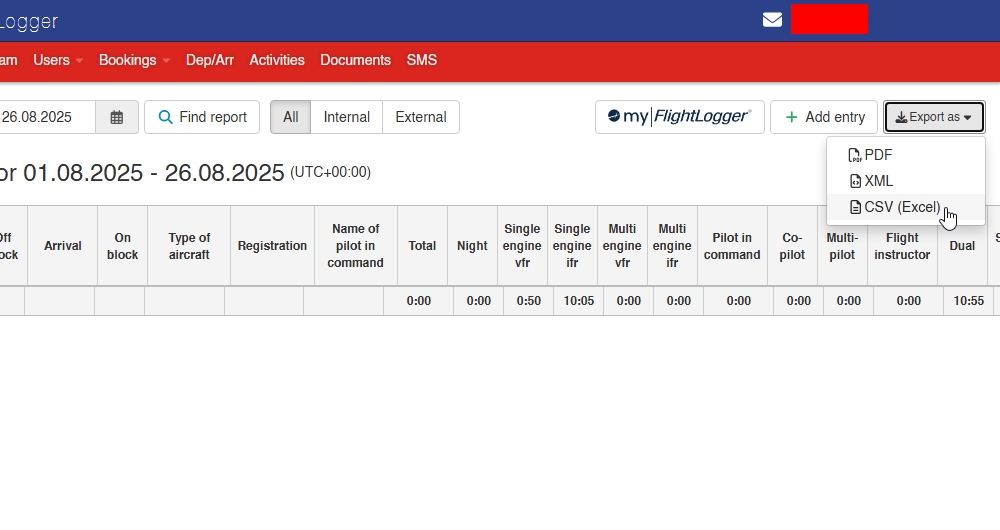 Logger
am Users Bookings Dep/Arr Activities Documents SMS
26.08.2025 Find report All Internal External my|FlightLogger Add entry Export as
PDF
XML
CSV (Excel)
or 01.08.2025 - 26.08.2025 (UTC+00:00)
Off
ock
Arrival
On
block
Type of
aircraft
Registration
Name of
pilot in
command
Total
Night
Single
engine
vfr
Single
engine
ifr
Multi
engine
vfr
Multi
engine
ifr
Pilot in
command
Co-
pilot
Multi-
pilot
Flight
instructor
Dual
S
0:00 0:00 0:50 10:05 0:00 0:00 0:00 0:00 0:00 0:00 10:55